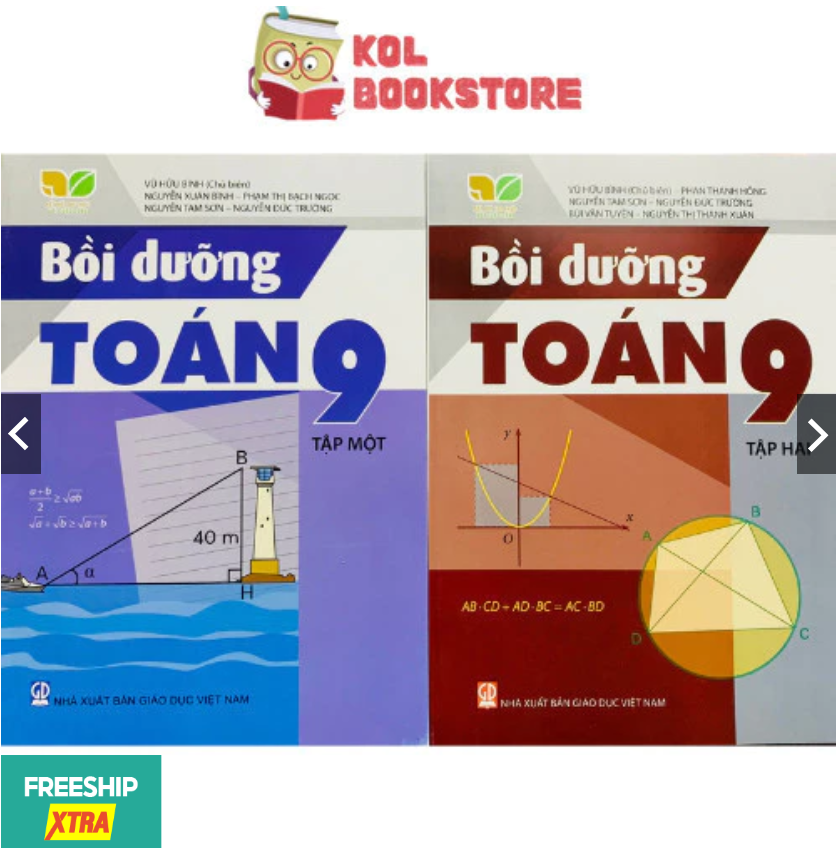 KOL
BOOKSTORE
VŨ HỮU BÌNH (Chủ biên)
NGUYỄN XUÂN BÌNH – PHẠM THỊ BẠCH NGỌC
NGUYỄN TAM SƠN – NGUYỄN ĐỨC TRƯỜNG
Bồi dưỡng
TOÁN 9
TẬP MỘT
a+b/2 ≥ √ab
√a + √b ≥ √a+b
B
40 m
A
α
H
NHÀ XUẤT BẢN GIÁO DỤC VIỆT NAM
VŨ HỮU BÌNH (Chủ biên) – PHAN THANH HỒNG
NGUYỄN TAM SƠN – NGUYỄN ĐỨC TRƯỜNG
BÙI VĂN TUYÊN – NGUYỄN THỊ THANH XUÂN
Bồi dưỡng
TOÁN 9
TẬP HAI
y
x
O
B
A
D
C
AB·CD + AD·BC = AC·BD
NHÀ XUẤT BẢN GIÁO DỤC VIỆT NAM
FREESHIP
XTRA